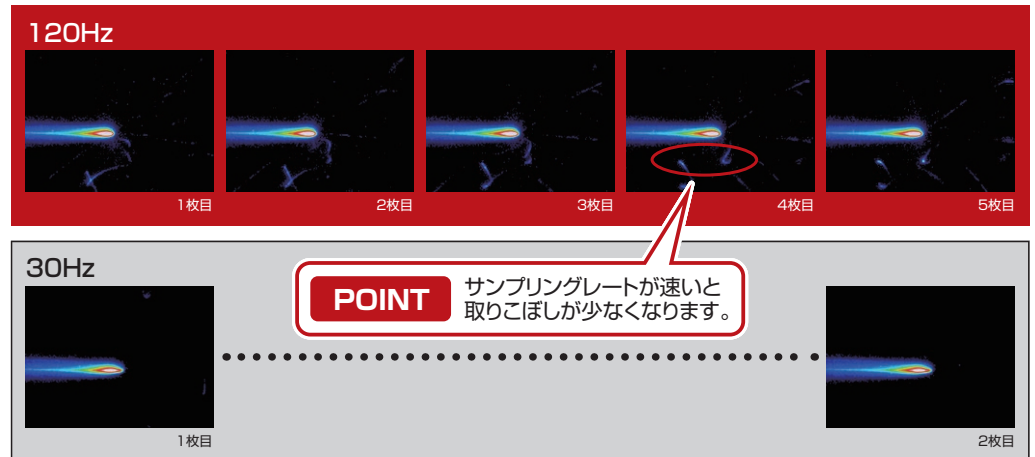 120Hz
1枚目
2枚目
3枚目
4枚目
5枚目
30Hz
POINT
サンプリングレートが速いと
取りこぼしが少なくなります。
1枚目
2枚目